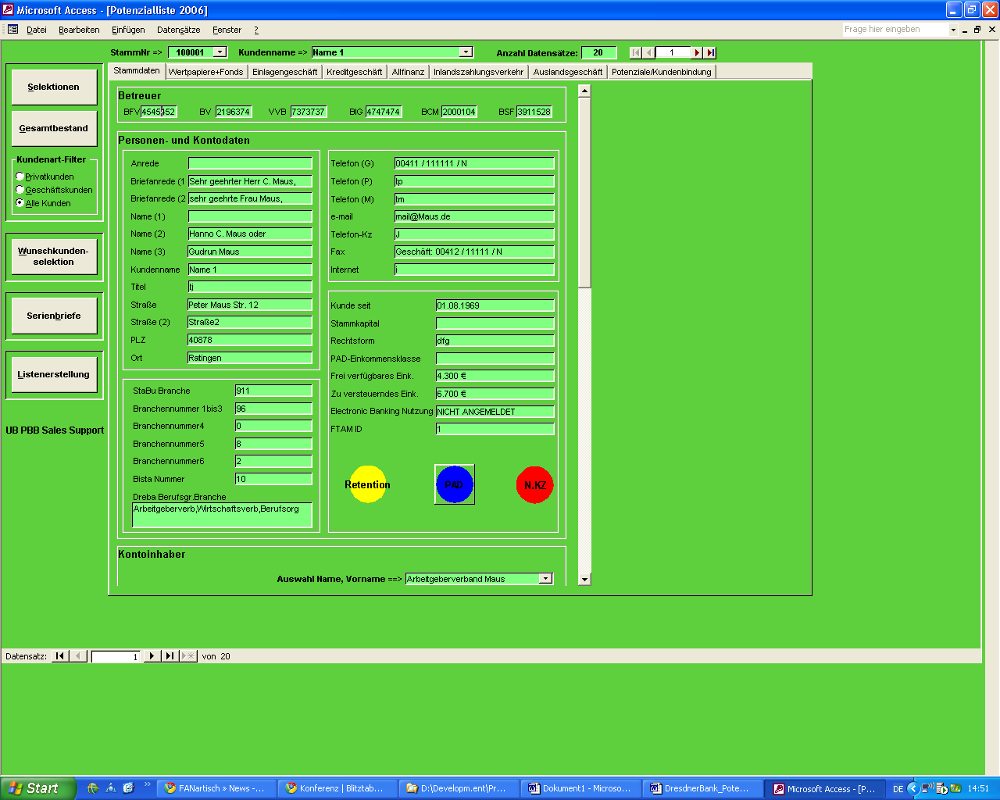 Microsoft Access - [Potenzialliste 2006]
Datei Bearbeiten Einfügen Datensätze Fenster ? Frage hier eingeben
StammNr => 100001 Kundenname => Name 1 Anzahl Datensätze: 20 1
Stammdaten Wertpapiere+Fonds Einlagengeschäft Kreditgeschäft Allfinanz Inlandszahlungsverkehr Auslandsgeschäft Potenziale/Kundenbindung
Selektionen
Gesamtbestand
Kundenart-Filter
Privatkunden
Geschäftskunden
Alle Kunden
Wunschkunden-
selektion
Serienbriefe
Listenerstellung
UB PBB Sales Support
Betreuer
BFV 4545452 BV 2196374 VVB 7373737 BIG 4747474 BCM 2000104 BSF 3911528
Personen- und Kontodaten
Anrede
Briefanrede (1 Sehr geehrter Herr C. Maus,
Briefanrede (2 sehr geehrte Frau Maus,
Name (1)
Name (2) Hanno C. Maus oder
Name (3) Gudrun Maus
Kundenname Name 1
Titel tj
Straße Peter Maus Str. 12
Straße (2) Straße2
PLZ 40878
Ort Ratingen
Telefon (G) 00411 / 111111 / N
Telefon (P) tp
Telefon (M) tm
e-mail mail@Maus.de
Telefon-Kz J
Fax Geschäft: 00412 / 11111 / N
Internet i
StaBu Branche 911
Branchennummer 1bis3 96
Branchennummer4 0
Branchennummer5 8
Branchennummer6 2
Bista Nummer 10
Dreba Berufsgr.Branche
Arbeitgeberverb,Wirtschaftsverb,Berufsorg
Kunde seit 01.08.1969
Stammkapital
Rechtsform dfg
PAD-Einkommensklasse
Frei verfügbares Eink. 4.300 €
Zu versteuerndes Eink. 6.700 €
Electronic Banking Nutzung NICHT ANGEMELDET
FTAM ID 1
Retention PAD N.KZ
Kontoinhaber
Auswahl Name, Vorname ==> Arbeitgeberverband Maus
Datensatz: 1 von 20
Start FANartisch » News -... Konferenz | Blitztab... D:\Developm.ent\Pr... Dokument1 - Microso... DresdnerBank_Pote... Microsoft Access - [P... DE 14:51